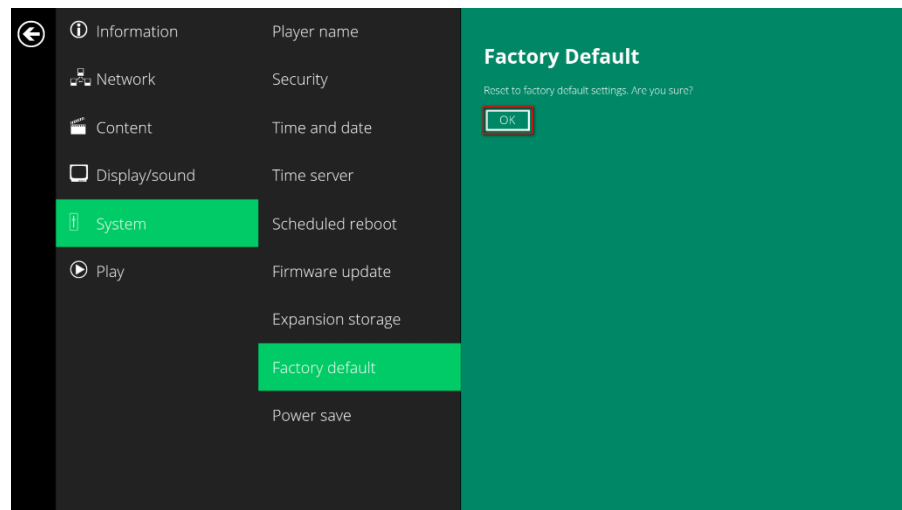 Information
Network
Content
Display/sound
System
Play
Player name
Security
Time and date
Time server
Scheduled reboot
Firmware update
Expansion storage
Factory default
Power save
Factory Default
Reset to factory default settings. Are you sure?
OK